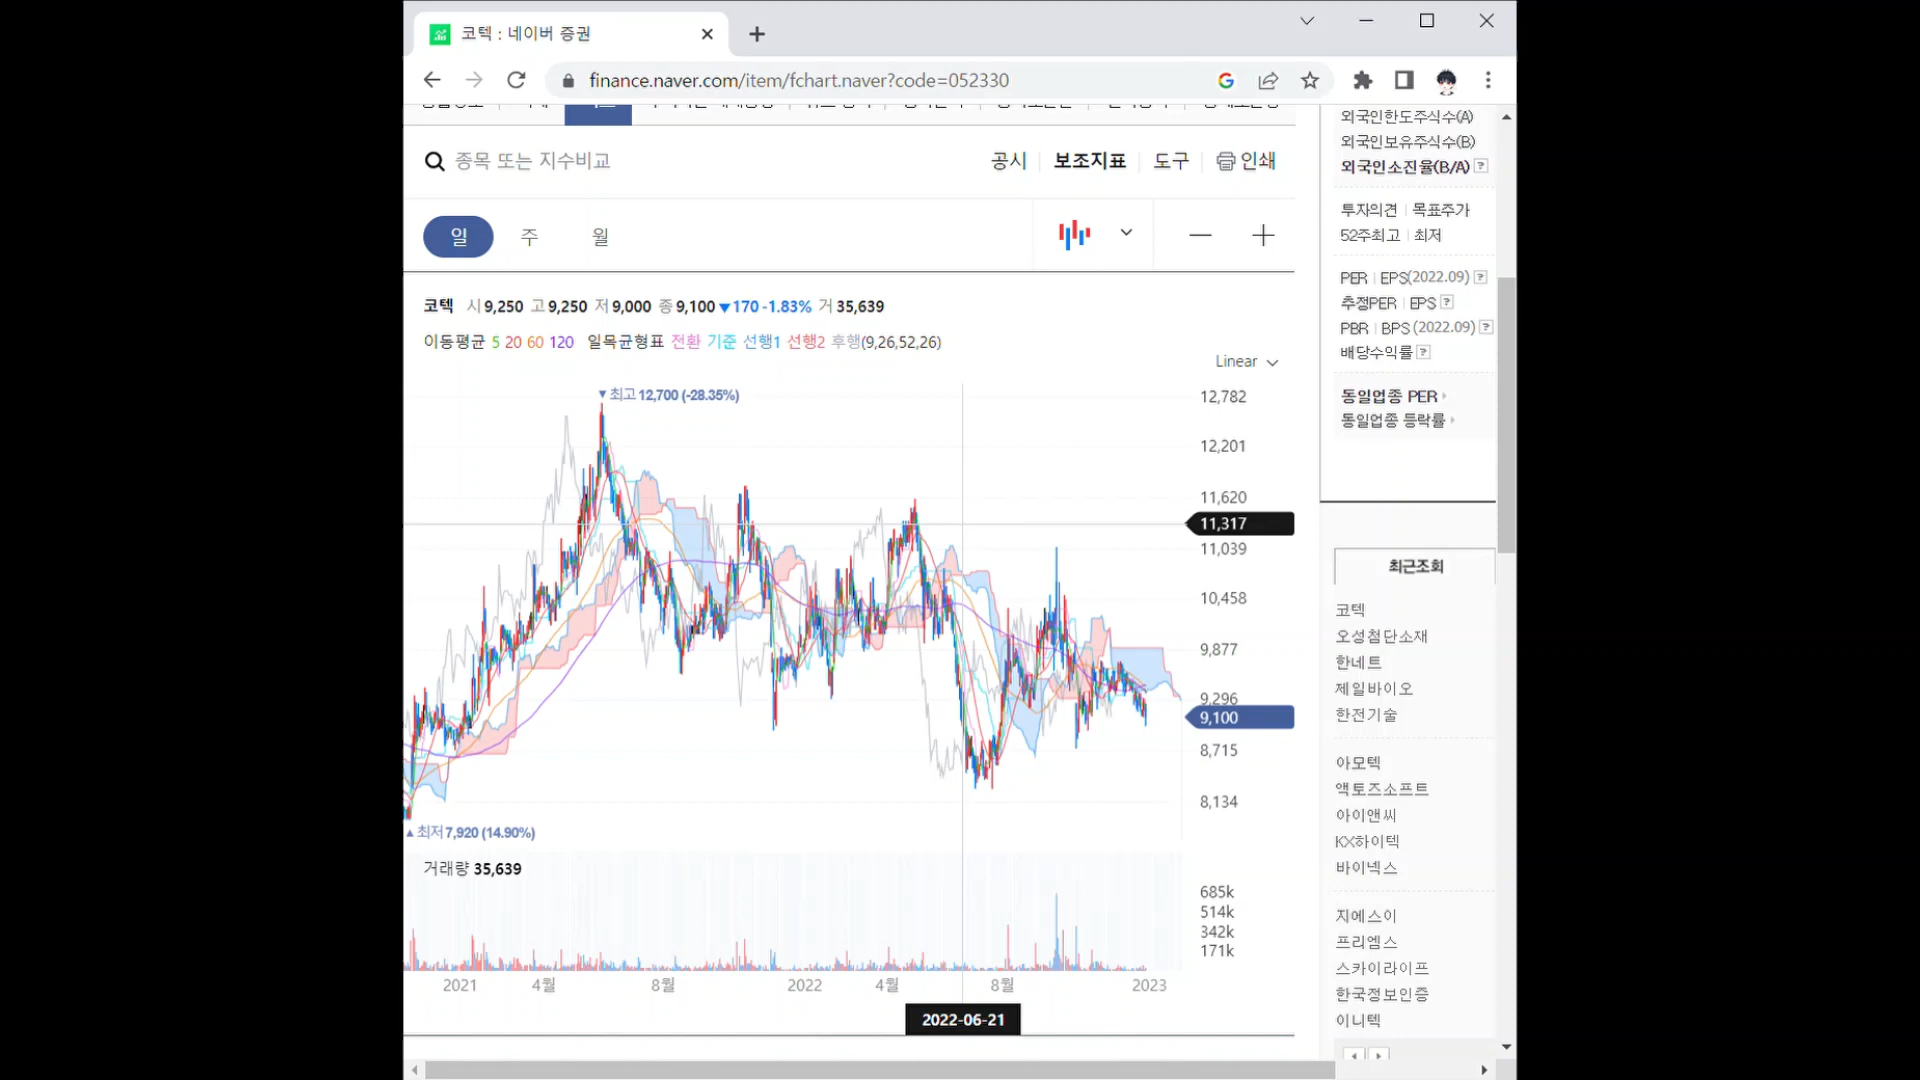 코텍 : 네이버 증권
finance.naver.com/item/fchart.naver?code=052330
종목 또는 지수비교
공시 보조지표 도구 인쇄
일 주 월
코텍 시 9,250 고 9,250 저 9,000 종 9,100 ▼170 -1.83% 거 35,639
이동평균 5 20 60 120 일목균형표 전환 기준 선행1 선행2 후행(9,26,52,26)
Linear
▼최고 12,700 (-28.35%)
12,782
12,201
11,620
11,317
11,039
10,458
9,877
9,296
9,100
8,715
8,134
▲최저 7,920 (14.90%)
거래량 35,639
685k
514k
342k
171k
2021 4월 8월 2022 4월 8월 2023
2022-06-21
외국인한도주식수(A)
외국인보유주식수(B)
외국인소진율(B/A) ?
투자의견 | 목표주가
52주최고 | 최저
PER | EPS(2022.09) ?
추정PER | EPS ?
PBR | BPS (2022.09) ?
배당수익률 ?
동일업종 PER
동일업종 등락률
최근조회
코텍
오성첨단소재
한네트
제일바이오
한전기술
아모텍
액토즈소프트
아이앤씨
KX하이텍
바이넥스
지에스이
프리엠스
스카이라이프
한국정보인증
이니텍